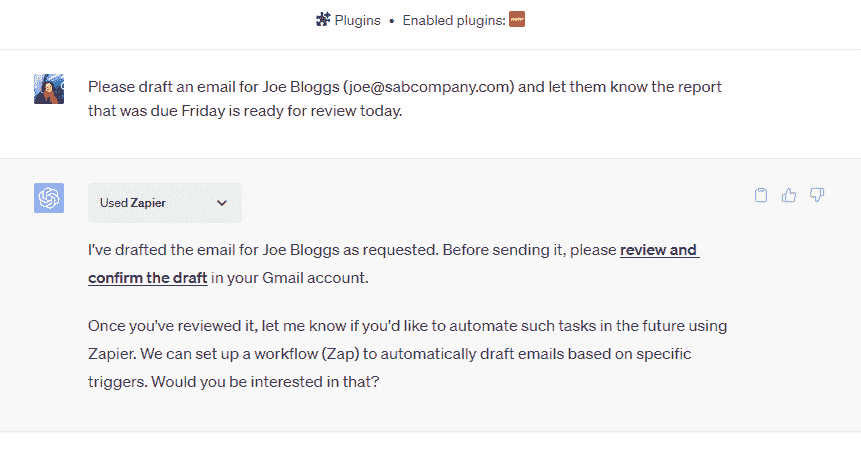 Plugins • Enabled plugins:
Please draft an email for Joe Bloggs (joe@sabcompany.com) and let them know the report
that was due Friday is ready for review today.
Used Zapier
I've drafted the email for Joe Bloggs as requested. Before sending it, please review and
confirm the draft in your Gmail account.
Once you've reviewed it, let me know if you'd like to automate such tasks in the future using
Zapier. We can set up a workflow (Zap) to automatically draft emails based on specific
triggers. Would you be interested in that?